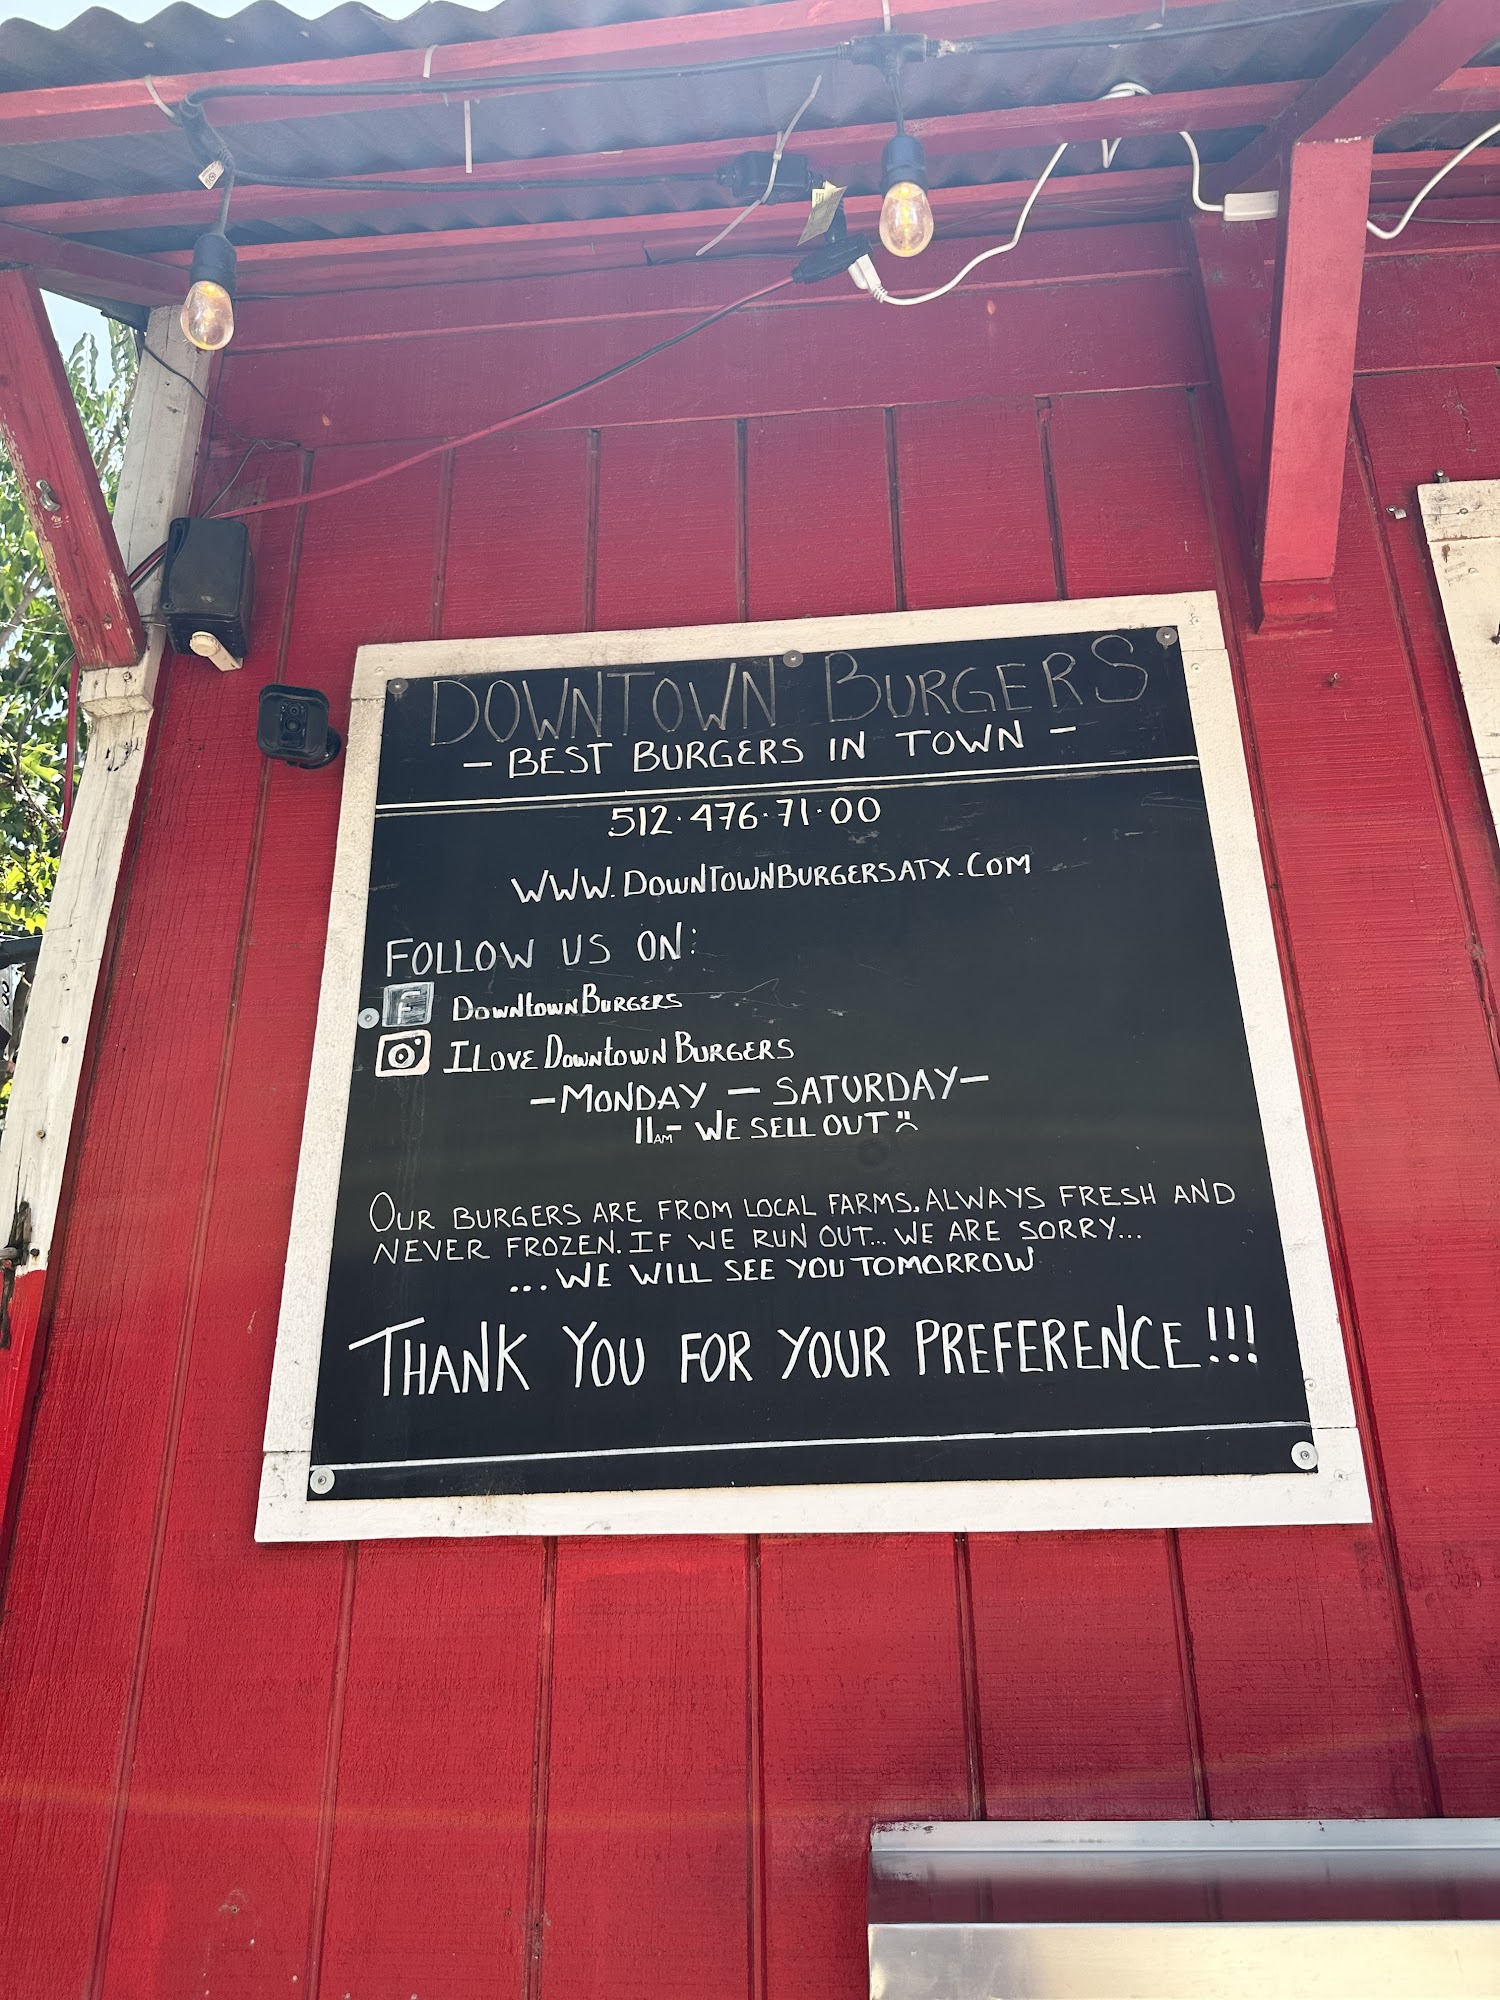 DOWNTOWN BURGERS
- BEST BURGERS IN TOWN -
512·476·71·00
WWW.DOWNTOWNBURGERSATX.COM
FOLLOW US ON:
F DOWNTOWNBURGERS
ILOVE DOWNTOWN BURGERS
- MONDAY - SATURDAY -
11AM - WE SELL OUT :(
OUR BURGERS ARE FROM LOCAL FARMS, ALWAYS FRESH AND
NEVER FROZEN. IF WE RUN OUT... WE ARE SORRY...
... WE WILL SEE YOU TOMORROW
THANK YOU FOR YOUR PREFERENCE!!!